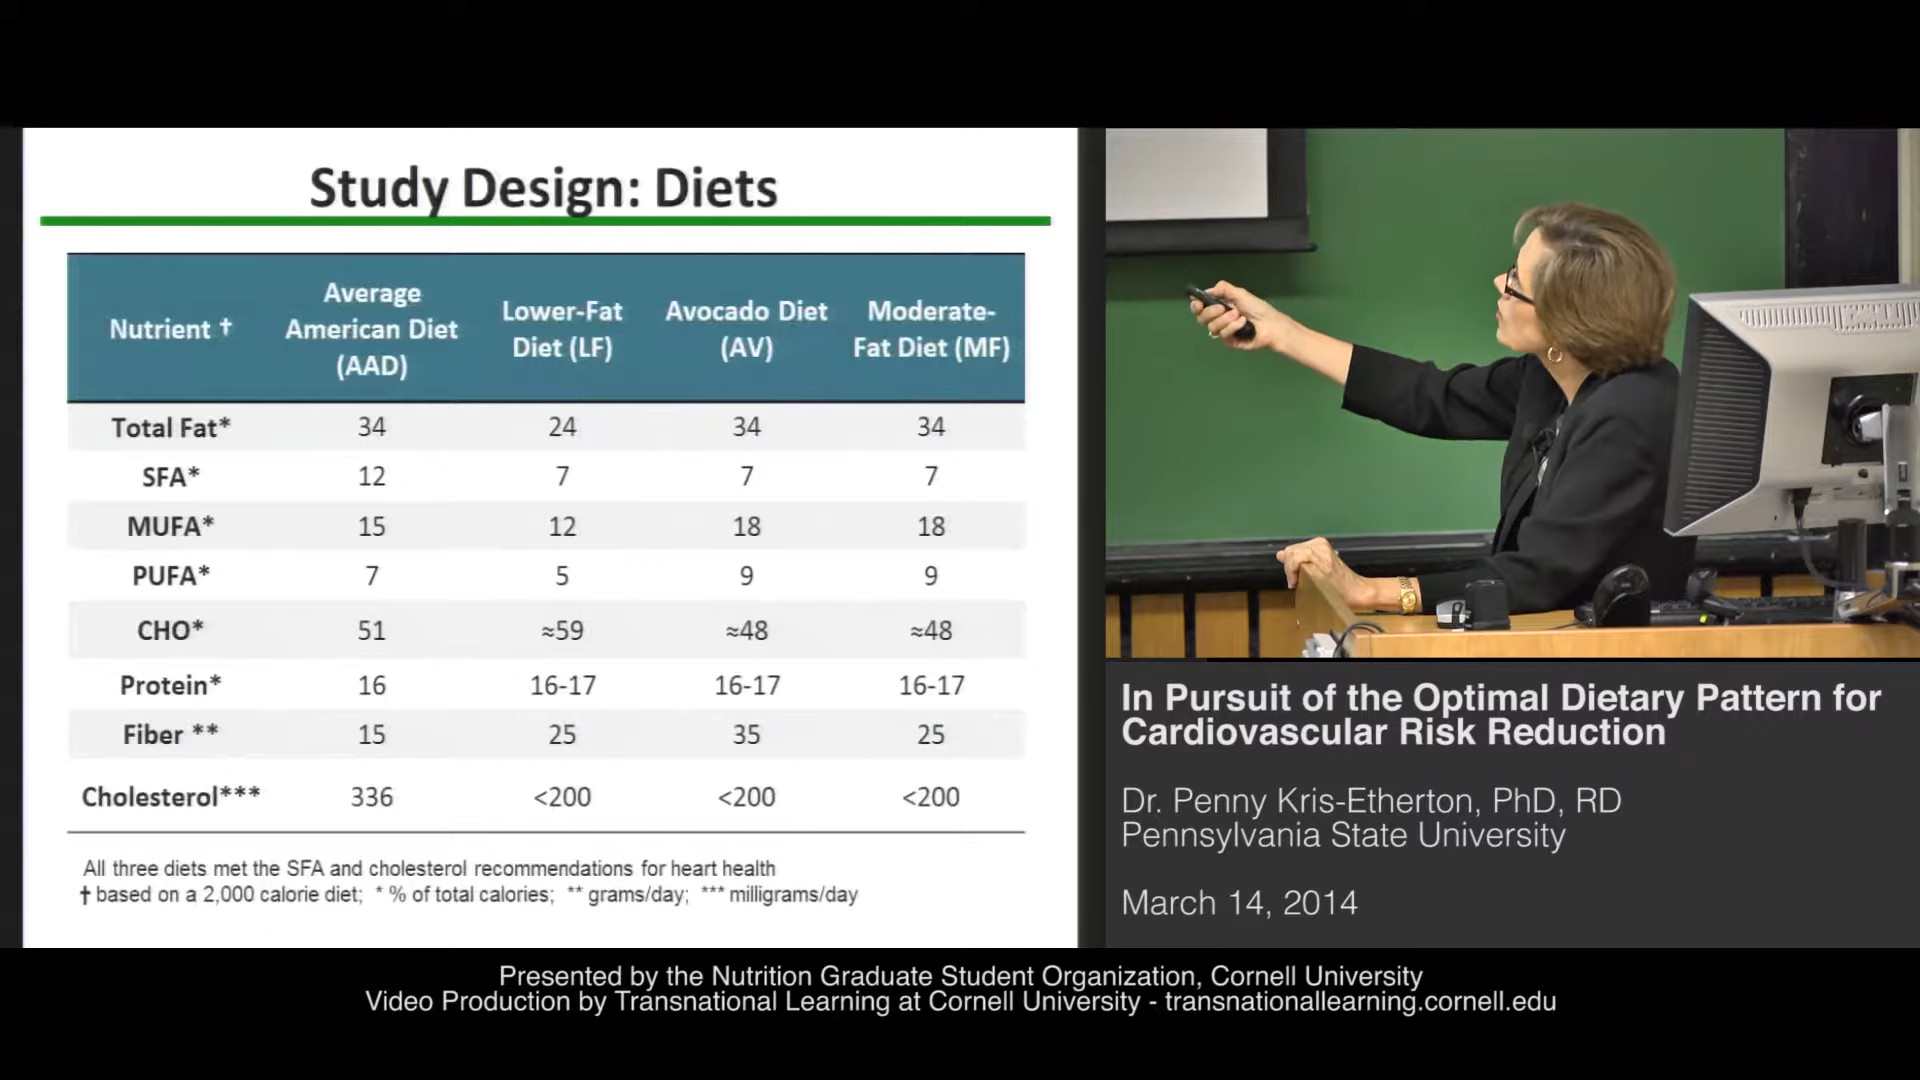 Study Design: Diets
Nutrient † Average American Diet (AAD) Lower-Fat Diet (LF) Avocado Diet (AV) Moderate-Fat Diet (MF)
Total Fat* 34 24 34 34
SFA* 12 7 7 7
MUFA* 15 12 18 18
PUFA* 7 5 9 9
CHO* 51 ≈59 ≈48 ≈48
Protein* 16 16-17 16-17 16-17
Fiber ** 15 25 35 25
Cholesterol*** 336 <200 <200 <200
All three diets met the SFA and cholesterol recommendations for heart health
† based on a 2,000 calorie diet; * % of total calories; ** grams/day; *** milligrams/day
In Pursuit of the Optimal Dietary Pattern for
Cardiovascular Risk Reduction
Dr. Penny Kris-Etherton, PhD, RD
Pennsylvania State University
March 14, 2014
Presented by the Nutrition Graduate Student Organization, Cornell University
Video Production by Transnational Learning at Cornell University - transnationallearning.cornell.edu